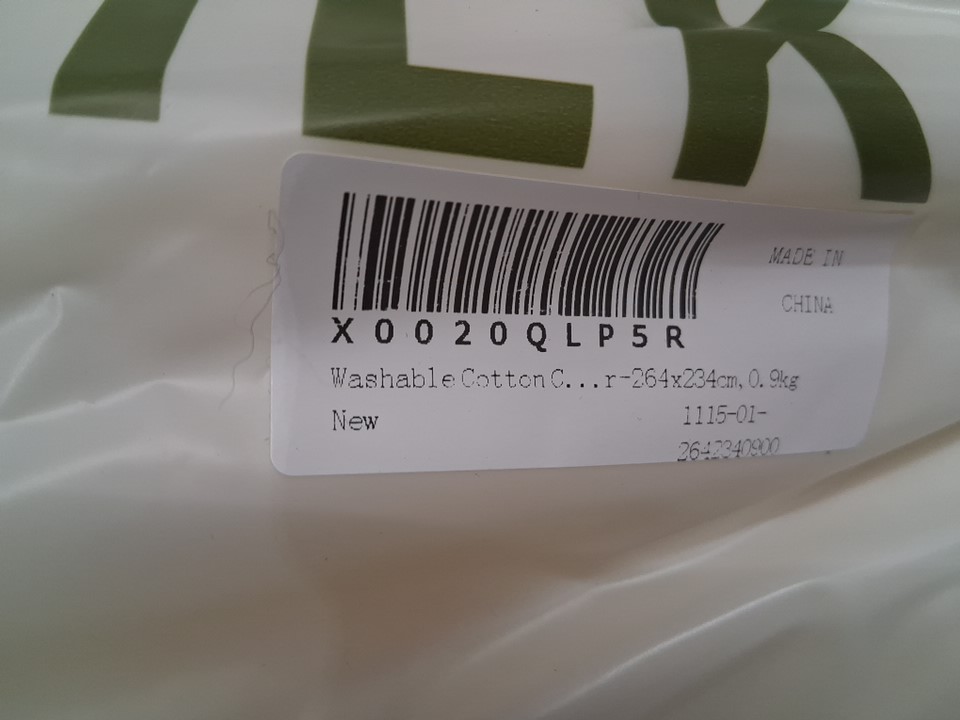 MADE IN
CHINA
X0020QLP5R
Washable Cotton C...r-264x234cm, 0.9kg
New
1115-01-
2642340900